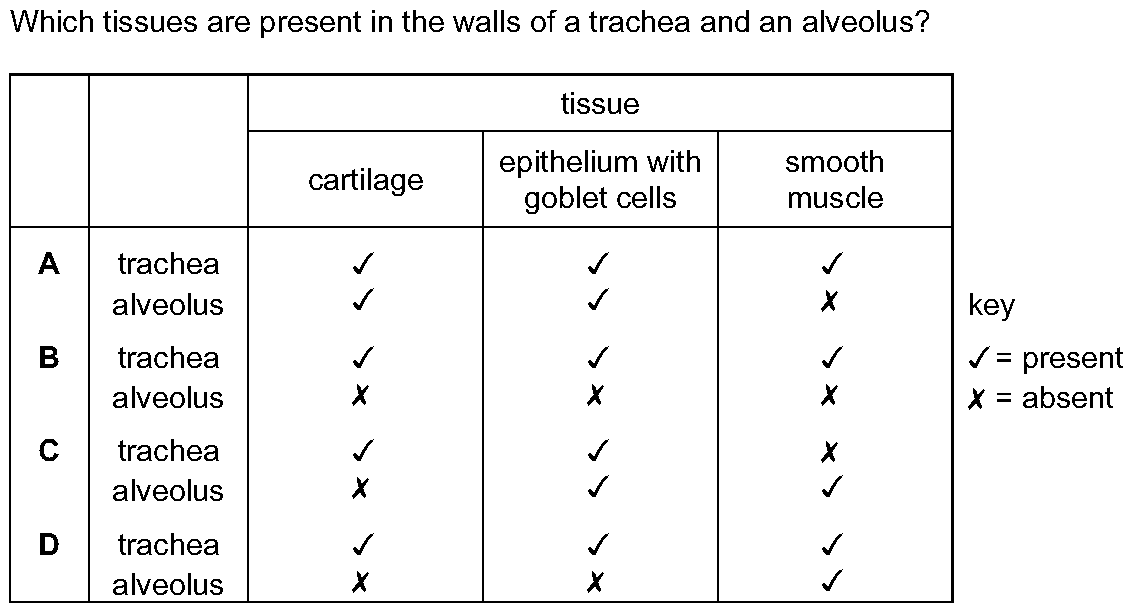 Which tissues are present in the walls of a trachea and an alveolus?
tissue
cartilage epithelium with goblet cells smooth muscle
A trachea ✓ ✓ ✓
alveolus ✓ ✓ ✗
B trachea ✓ ✓ ✓
alveolus ✗ ✗ ✗
C trachea ✓ ✓ ✗
alveolus ✗ ✓ ✓
D trachea ✓ ✓ ✓
alveolus ✗ ✗ ✓
key
✓ = present
✗ = absent